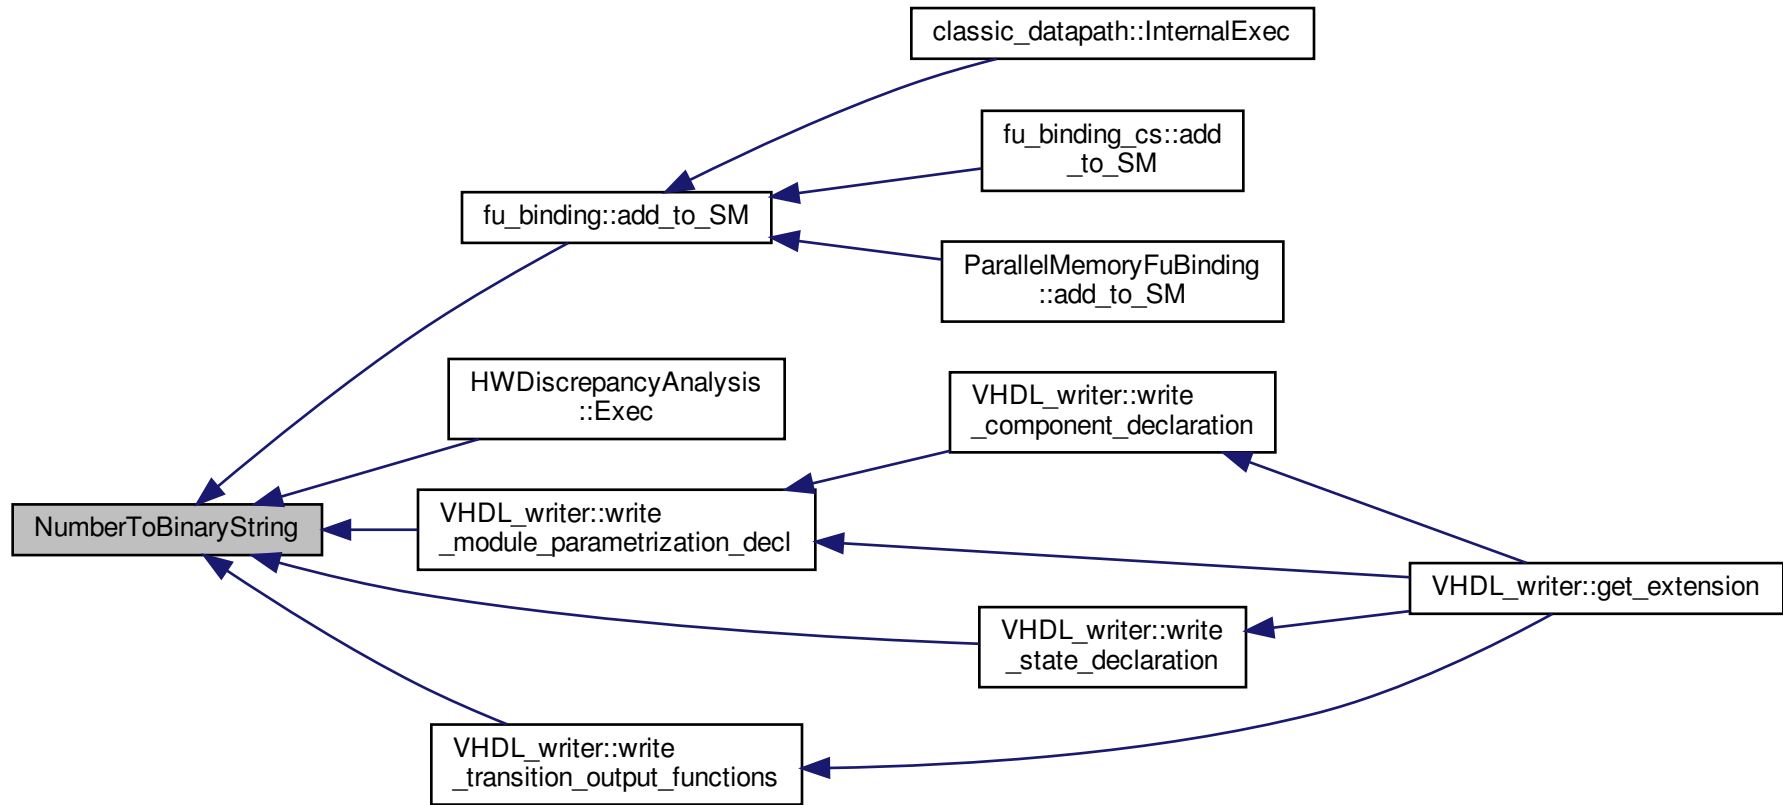 classic_datapath::InternalExec
fu_binding_cs::add
_to_SM
fu_binding::add_to_SM
ParallelMemoryFuBinding
::add_to_SM
HWDiscrepancyAnalysis
::Exec
VHDL_writer::write
_component_declaration
NumberToBinaryString
VHDL_writer::write
_module_parametrization_decl
VHDL_writer::get_extension
VHDL_writer::write
_state_declaration
VHDL_writer::write
_transition_output_functions